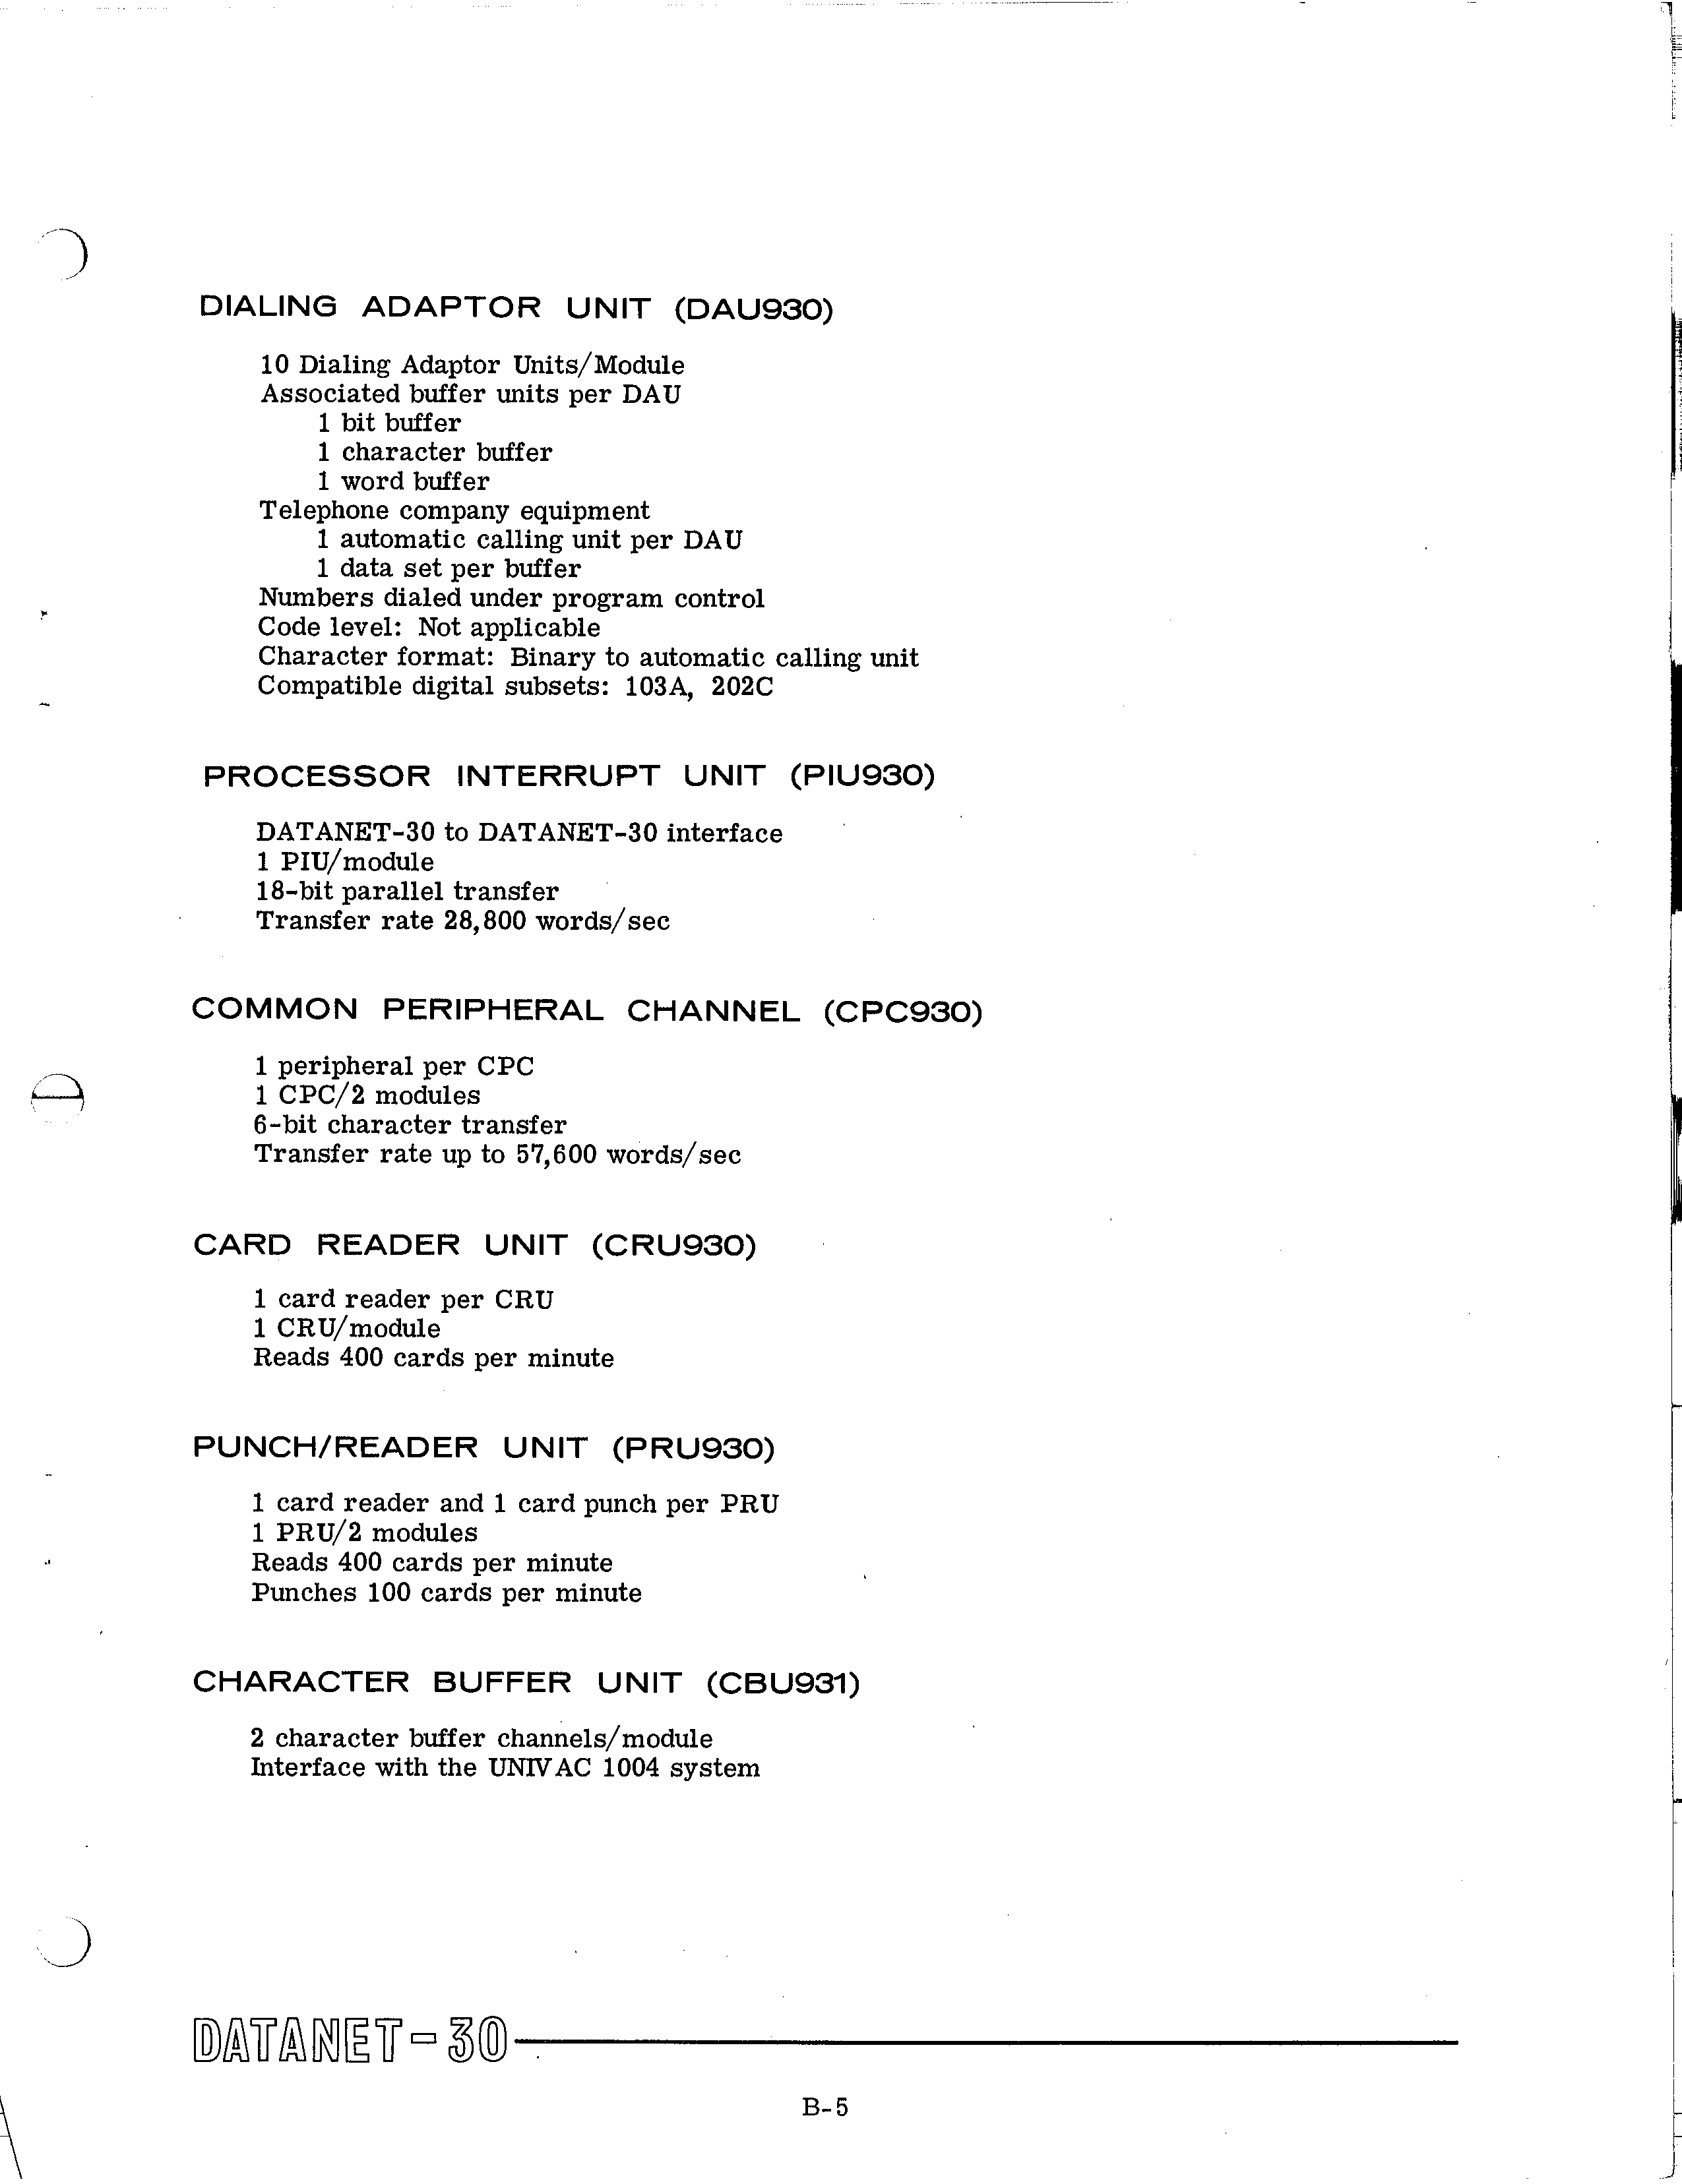 DIALING ADAPTOR UNIT (DAU930)
10 Dialing Adaptor Units/Module
Associated buffer units per DAU
1 bit buffer
1 character buffer
1 word buffer
Telephone company equipment
1 automatic calling unit per DAU
1 data set per buffer
Numbers dialed under program control
Code level: Not applicable
Character format: Binary to automatic calling unit
Compatible digital subsets: 103A, 202C
PROCESSOR INTERRUPT UNIT (PIU930)
DATANET-30 to DATANET-30 interface
1 PIU/module
18-bit parallel transfer
Transfer rate 28,800 words/sec
COMMON PERIPHERAL CHANNEL (CPC930)
1 peripheral per CPC
1 CPC/2 modules
6-bit character transfer
Transfer rate up to 57,600 words/sec
CARD READER UNIT (CRU930)
1 card reader per CRU
1 CRU/module
Reads 400 cards per minute
PUNCH/READER UNIT (PRU930)
1 card reader and 1 card punch per PRU
1 PRU/2 modules
Reads 400 cards per minute
Punches 100 cards per minute
CHARACTER BUFFER UNIT (CBU931)
2 character buffer channels/module
Interface with the UNIVAC 1004 system
DATANET-30
B-5